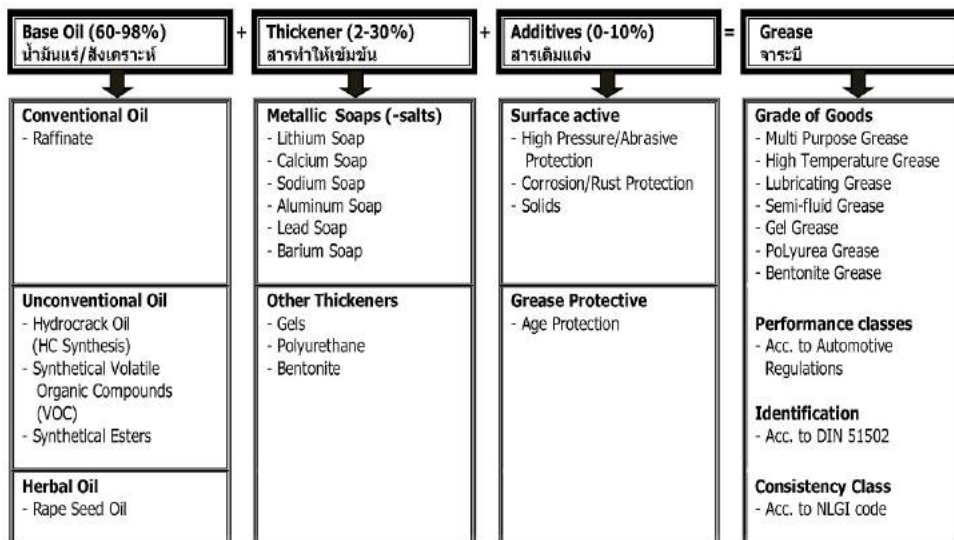 Base Oil (60-98%)
น้ำมันแร่/สังเคราะห์
+
Thickener (2-30%)
สารทำให้เข้มข้น
+
Additives (0-10%)
สารเติมแต่ง
=
Grease
จาระบี
Conventional Oil
- Raffinate
Unconventional Oil
- Hydrocrack Oil
(HC Synthesis)
- Synthetical Volatile
Organic Compounds
(VOC)
- Synthetical Esters
Herbal Oil
- Rape Seed Oil
Metallic Soaps (-salts)
- Lithium Soap
- Calcium Soap
- Sodium Soap
- Aluminum Soap
- Lead Soap
- Barium Soap
Other Thickeners
- Gels
- Polyurethane
- Bentonite
Surface active
- High Pressure/Abrasive
Protection
- Corrosion/Rust Protection
- Solids
Grease Protective
- Age Protection
Grade of Goods
- Multi Purpose Grease
- High Temperature Grease
- Lubricating Grease
- Semi-fluid Grease
- Gel Grease
- PoLyurea Grease
- Bentonite Grease
Performance classes
- Acc. to Automotive
Regulations
Identification
- Acc. to DIN 51502
Consistency Class
- Acc. to NLGI code